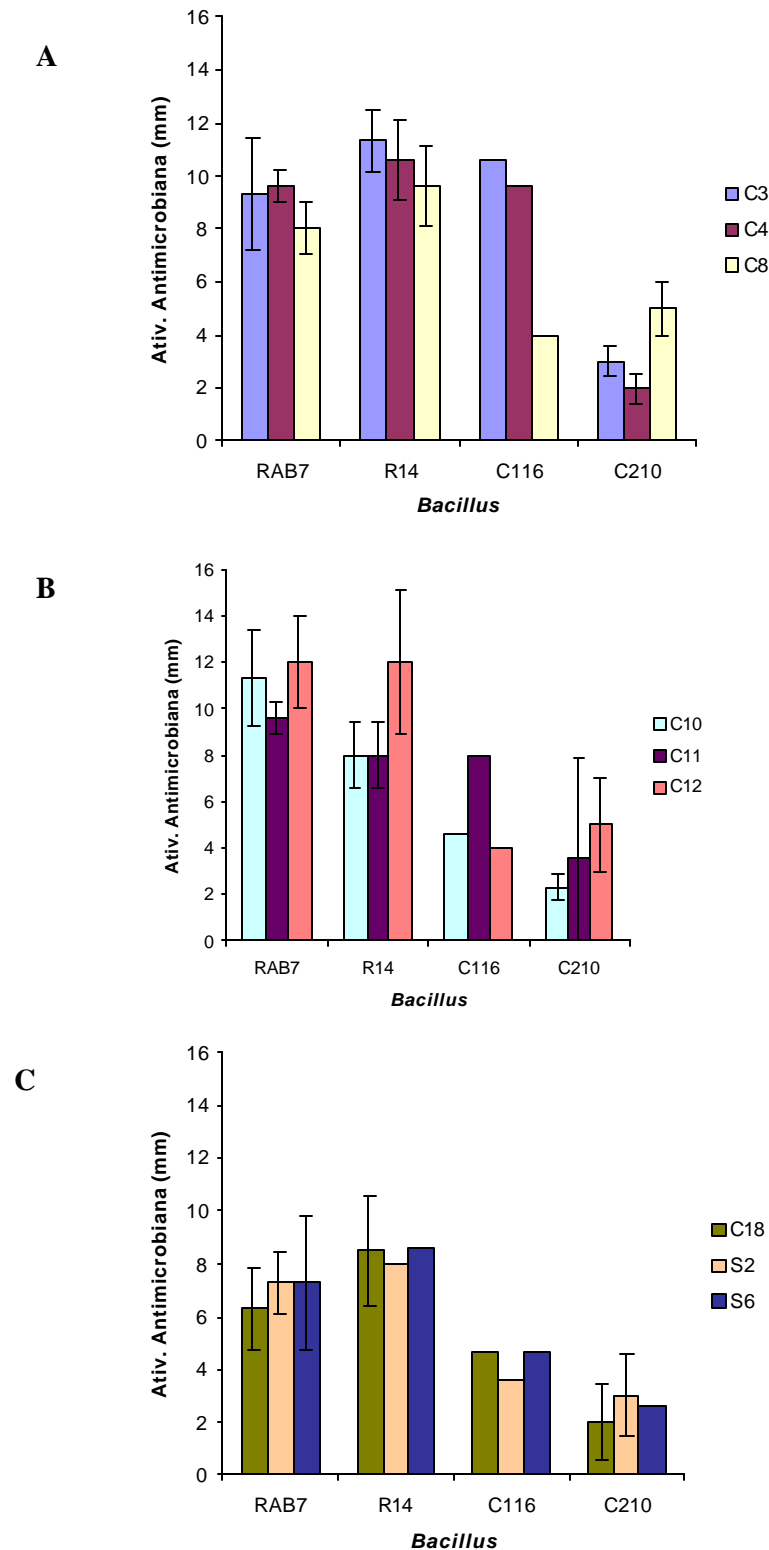 A
Ativ. Antimicrobiana (mm)
16
14
12
10
8
6
4
2
0
RAB7 R14 C116 C210
Bacillus
C3
C4
C8
B
Ativ. Antimicrobiana (mm)
16
14
12
10
8
6
4
2
0
RAB7 R14 C116 C210
Bacillus
C10
C11
C12
C
Ativ. Antimicrobiana (mm)
16
14
12
10
8
6
4
2
0
RAB7 R14 C116 C210
Bacillus
C18
S2
S6